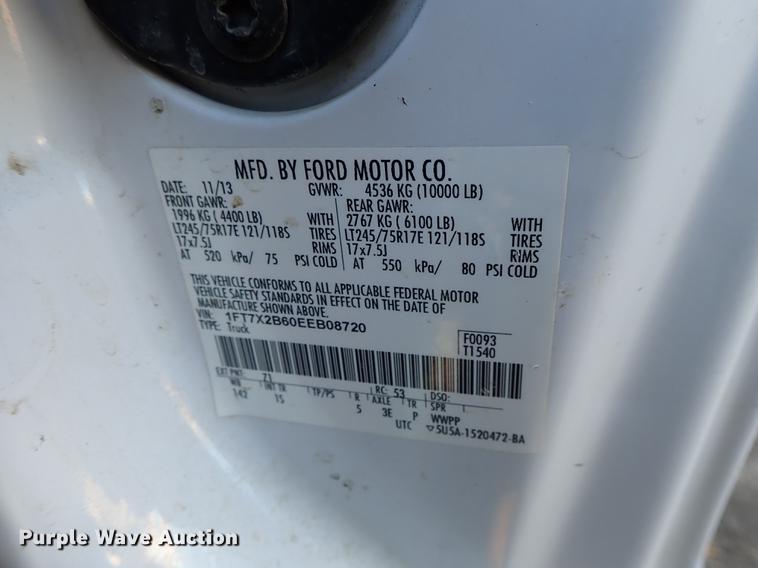 MFD. BY FORD MOTOR CO.
DATE: 11/13 GVWR: 4536 KG (10000 LB)
FRONT GAWR: REAR GAWR:
1996 KG ( 4400 LB) WITH 2767 KG ( 6100 LB) WITH
LT245/75R17E 121/118S TIRES LT245/75R17E 121/118S TIRES
17x7.5J RIMS 17x7.5J RIMS
AT 520 kPa/ 75 PSI COLD AT 550 kPa/ 80 PSI COLD
THIS VEHICLE CONFORMS TO ALL APPLICABLE FEDERAL MOTOR
VEHICLE SAFETY STANDARDS IN EFFECT ON THE DATE OF
MANUFACTURE SHOWN ABOVE.
VIN: 1FT7X2B60EEB08720 F0093
TYPE: Truck T1540
EXT PNT: Z1 RC: 53 DSO:
WB INT TR TP/PS R AXLE TR SPR
142 1S 5 3E P WWPP
UTC ▽5U5A-1520472-BA
Purple Wave Auction